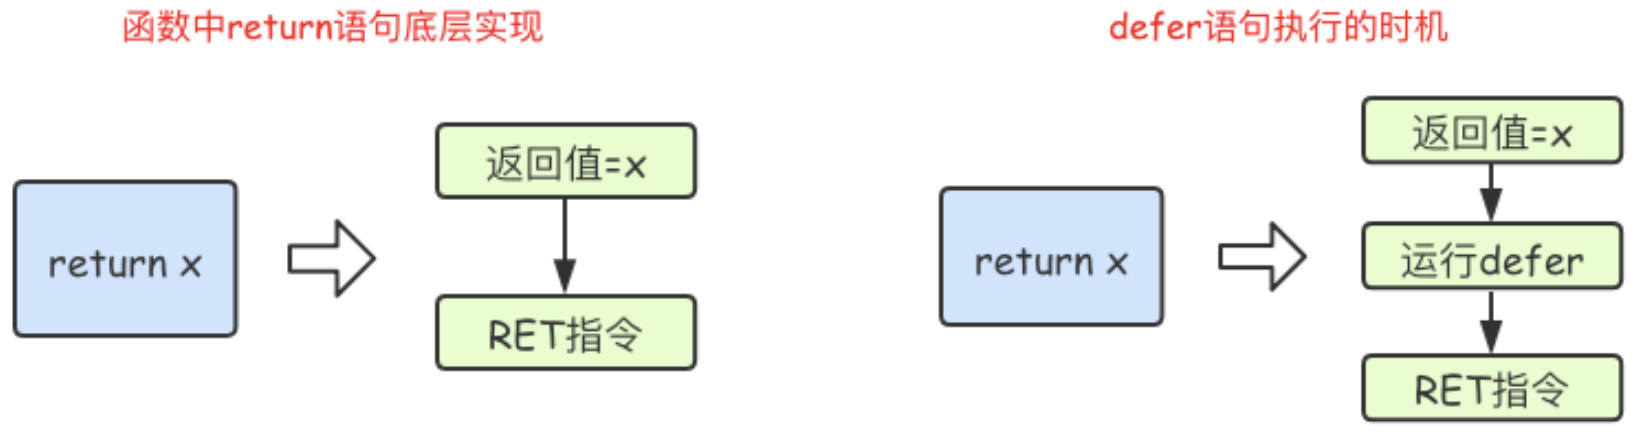 函数中return语句底层实现
return x
返回值=x
RET指令
defer语句执行的时机
return x
返回值=x
运行defer
RET指令